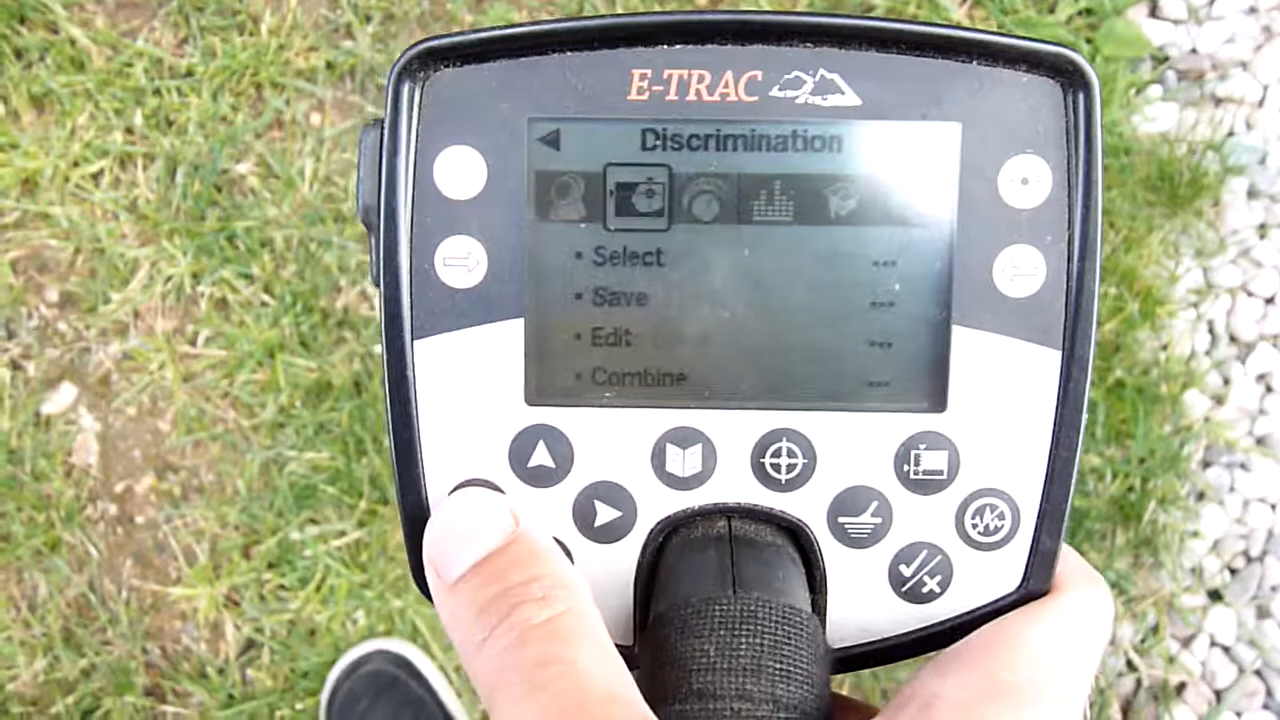 E-TRAC
Discrimination
Select ---
Save ---
Edit ---
Combine ---